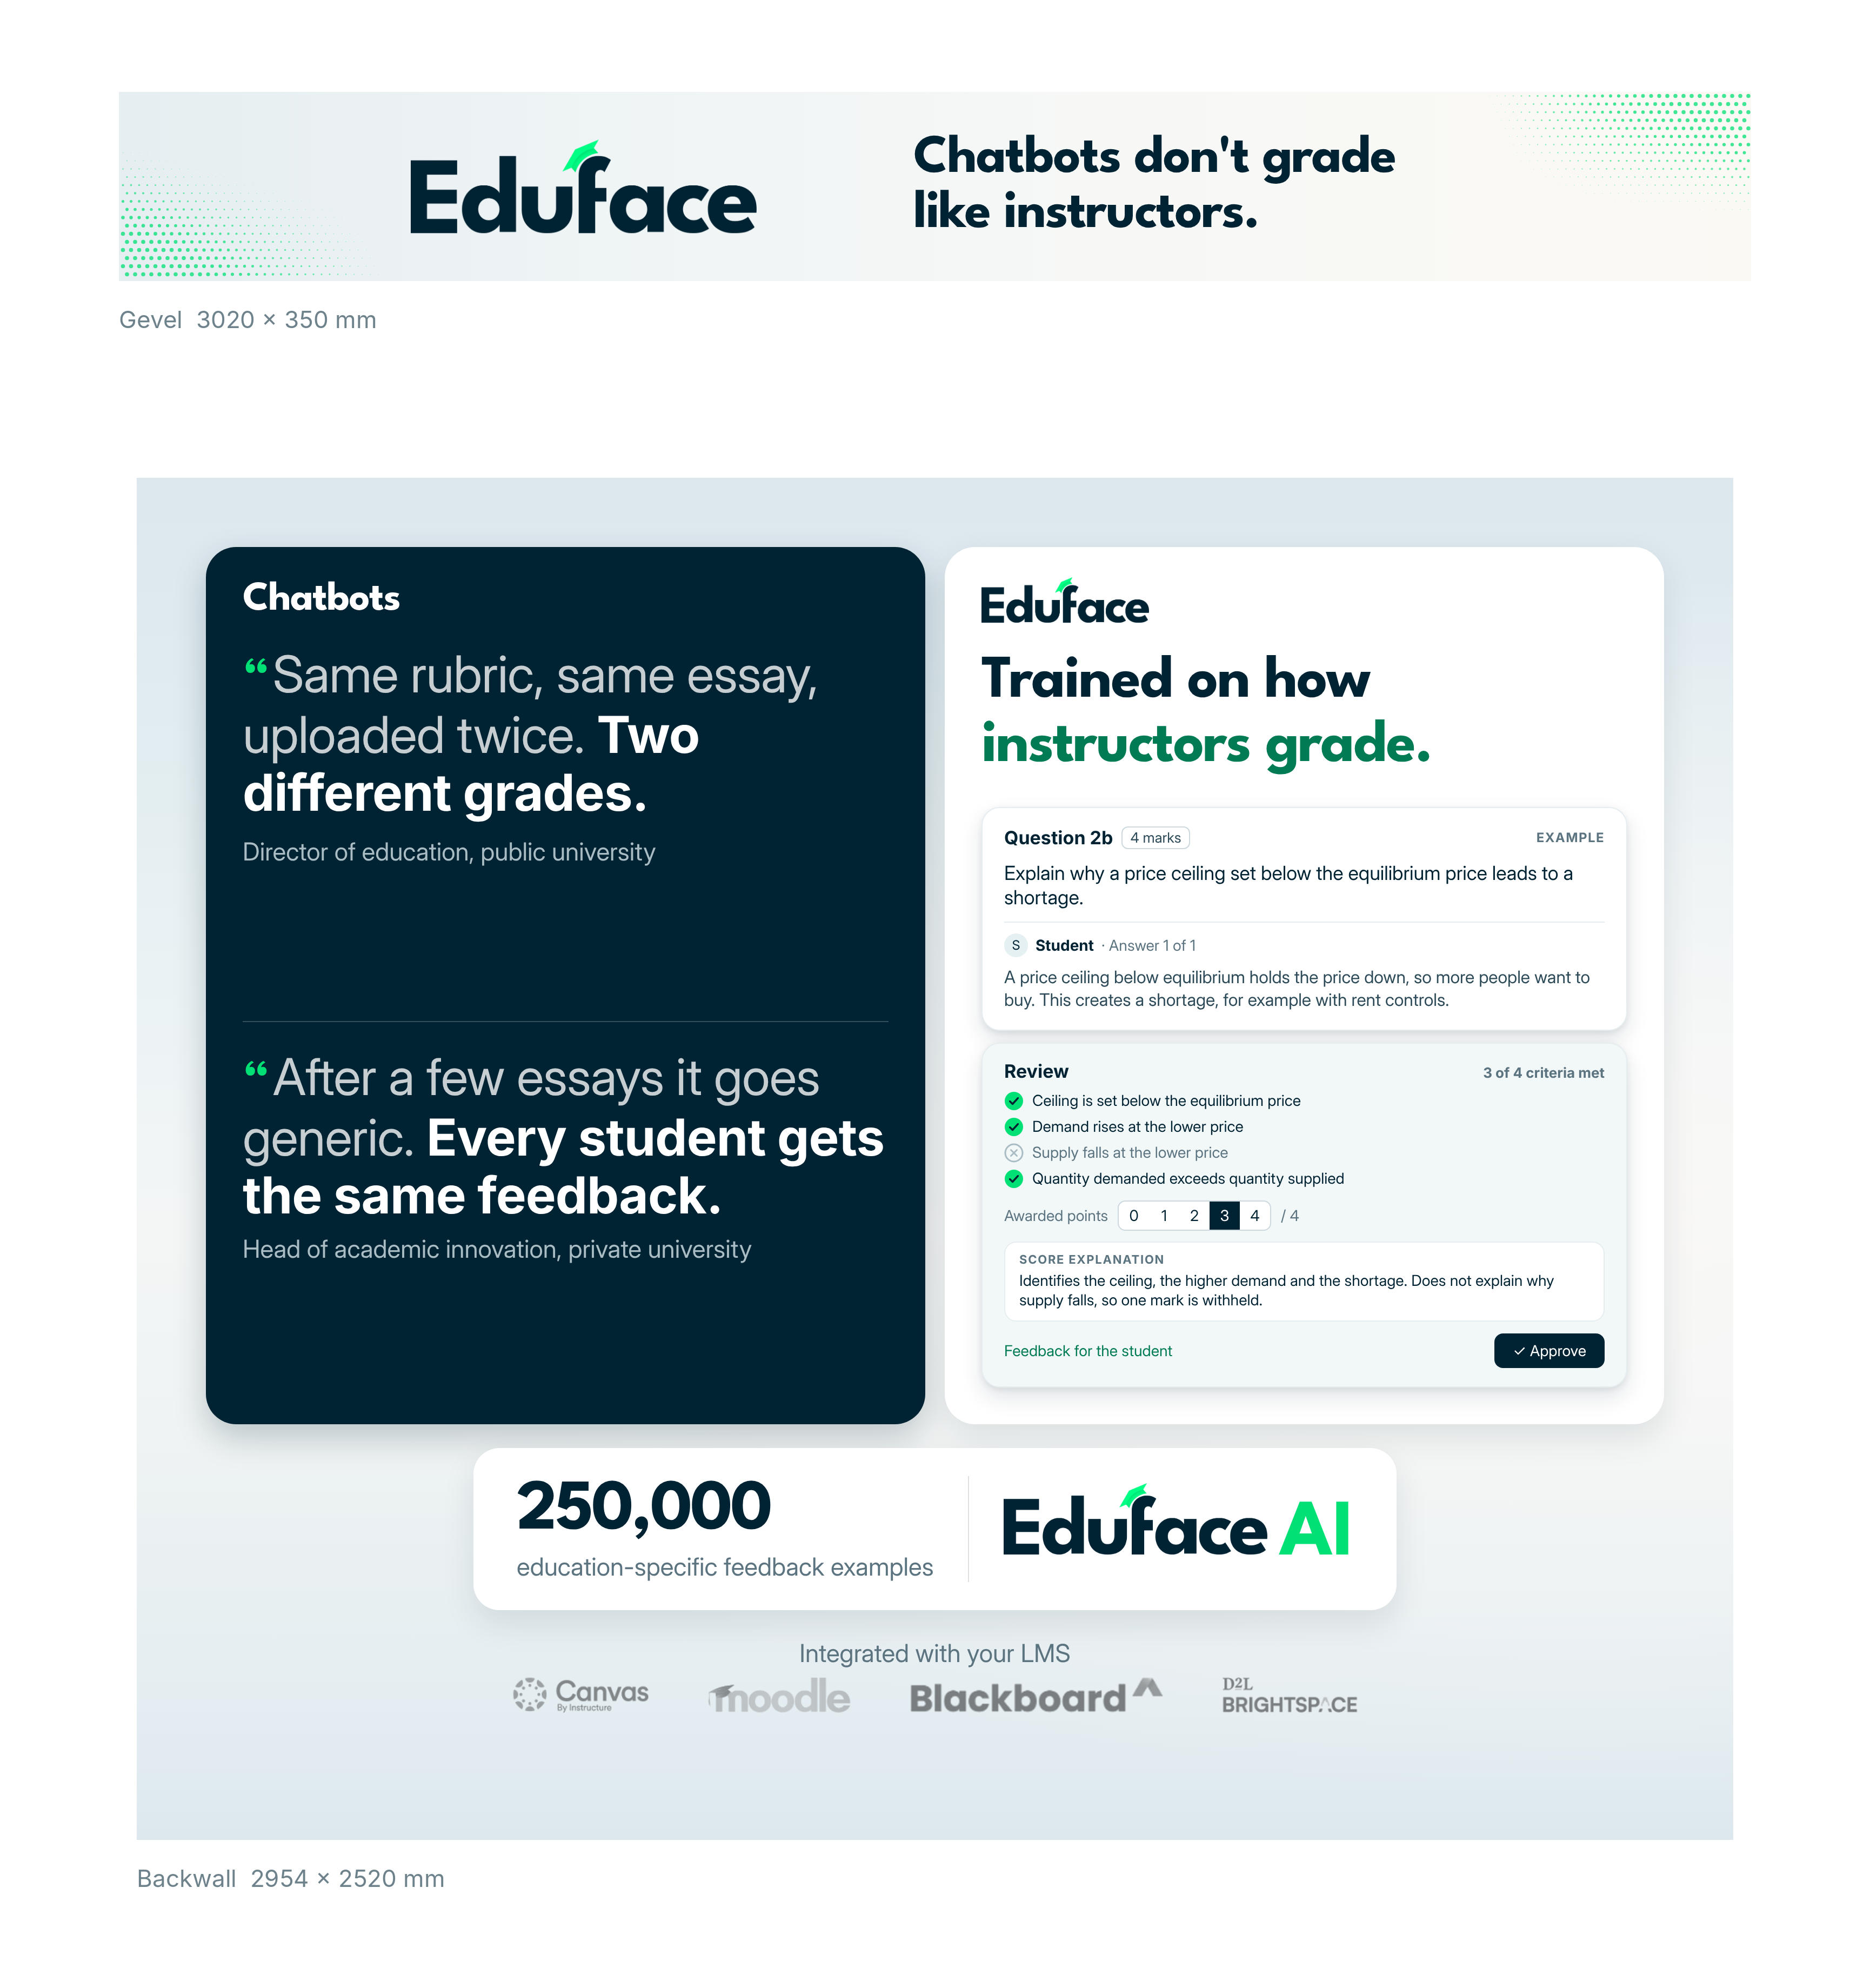 Eduface
Chatbots don't grade
like instructors.
Gevel 3020 × 350 mm
Chatbots
“Same rubric, same essay,
uploaded twice. Two
different grades.
Director of education, public university
“After a few essays it goes
generic. Every student gets
the same feedback.
Head of academic innovation, private university
Eduface
Trained on how
instructors grade.
Question 2b 4 marks EXAMPLE
Explain why a price ceiling set below the equilibrium price leads to a
shortage.
S Student · Answer 1 of 1
A price ceiling below equilibrium holds the price down, so more people want to
buy. This creates a shortage, for example with rent controls.
Review 3 of 4 criteria met
Ceiling is set below the equilibrium price
Demand rises at the lower price
Supply falls at the lower price
Quantity demanded exceeds quantity supplied
Awarded points 0 1 2 3 4 / 4
SCORE EXPLANATION
Identifies the ceiling, the higher demand and the shortage. Does not explain why
supply falls, so one mark is withheld.
Feedback for the student ✓ Approve
250,000
education-specific feedback examples
Eduface AI
Integrated with your LMS
Canvas
By Instructure
moodle
Blackboard
D2L
BRIGHTSPACE
Backwall 2954 × 2520 mm